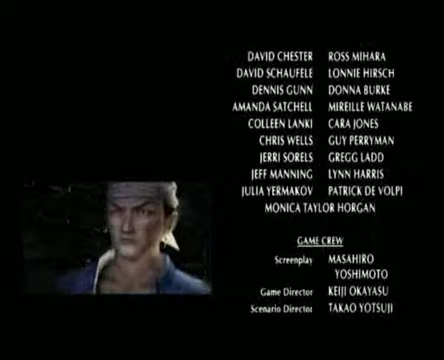 DAVID CHESTER ROSS MIHARA
DAVID SCHAUFELE LONNIE HIRSCH
DENNIS GUNN DONNA BURKE
AMANDA SATCHELL MIREILLE WATANABE
COLLEEN LANKI CARA JONES
CHRIS WELLS GUY PERRYMAN
JERRI SORELS GREGG LADD
JEFF MANNING LYNN HARRIS
JULIA YERMAKOV PATRICK DE VOLPI
MONICA TAYLOR HORGAN
GAME CREW
Screenplay MASAHIRO
YOSHIMOTO
Game Director KEIJI OKAYASU
Scenario Director TAKAO YOTSUJI